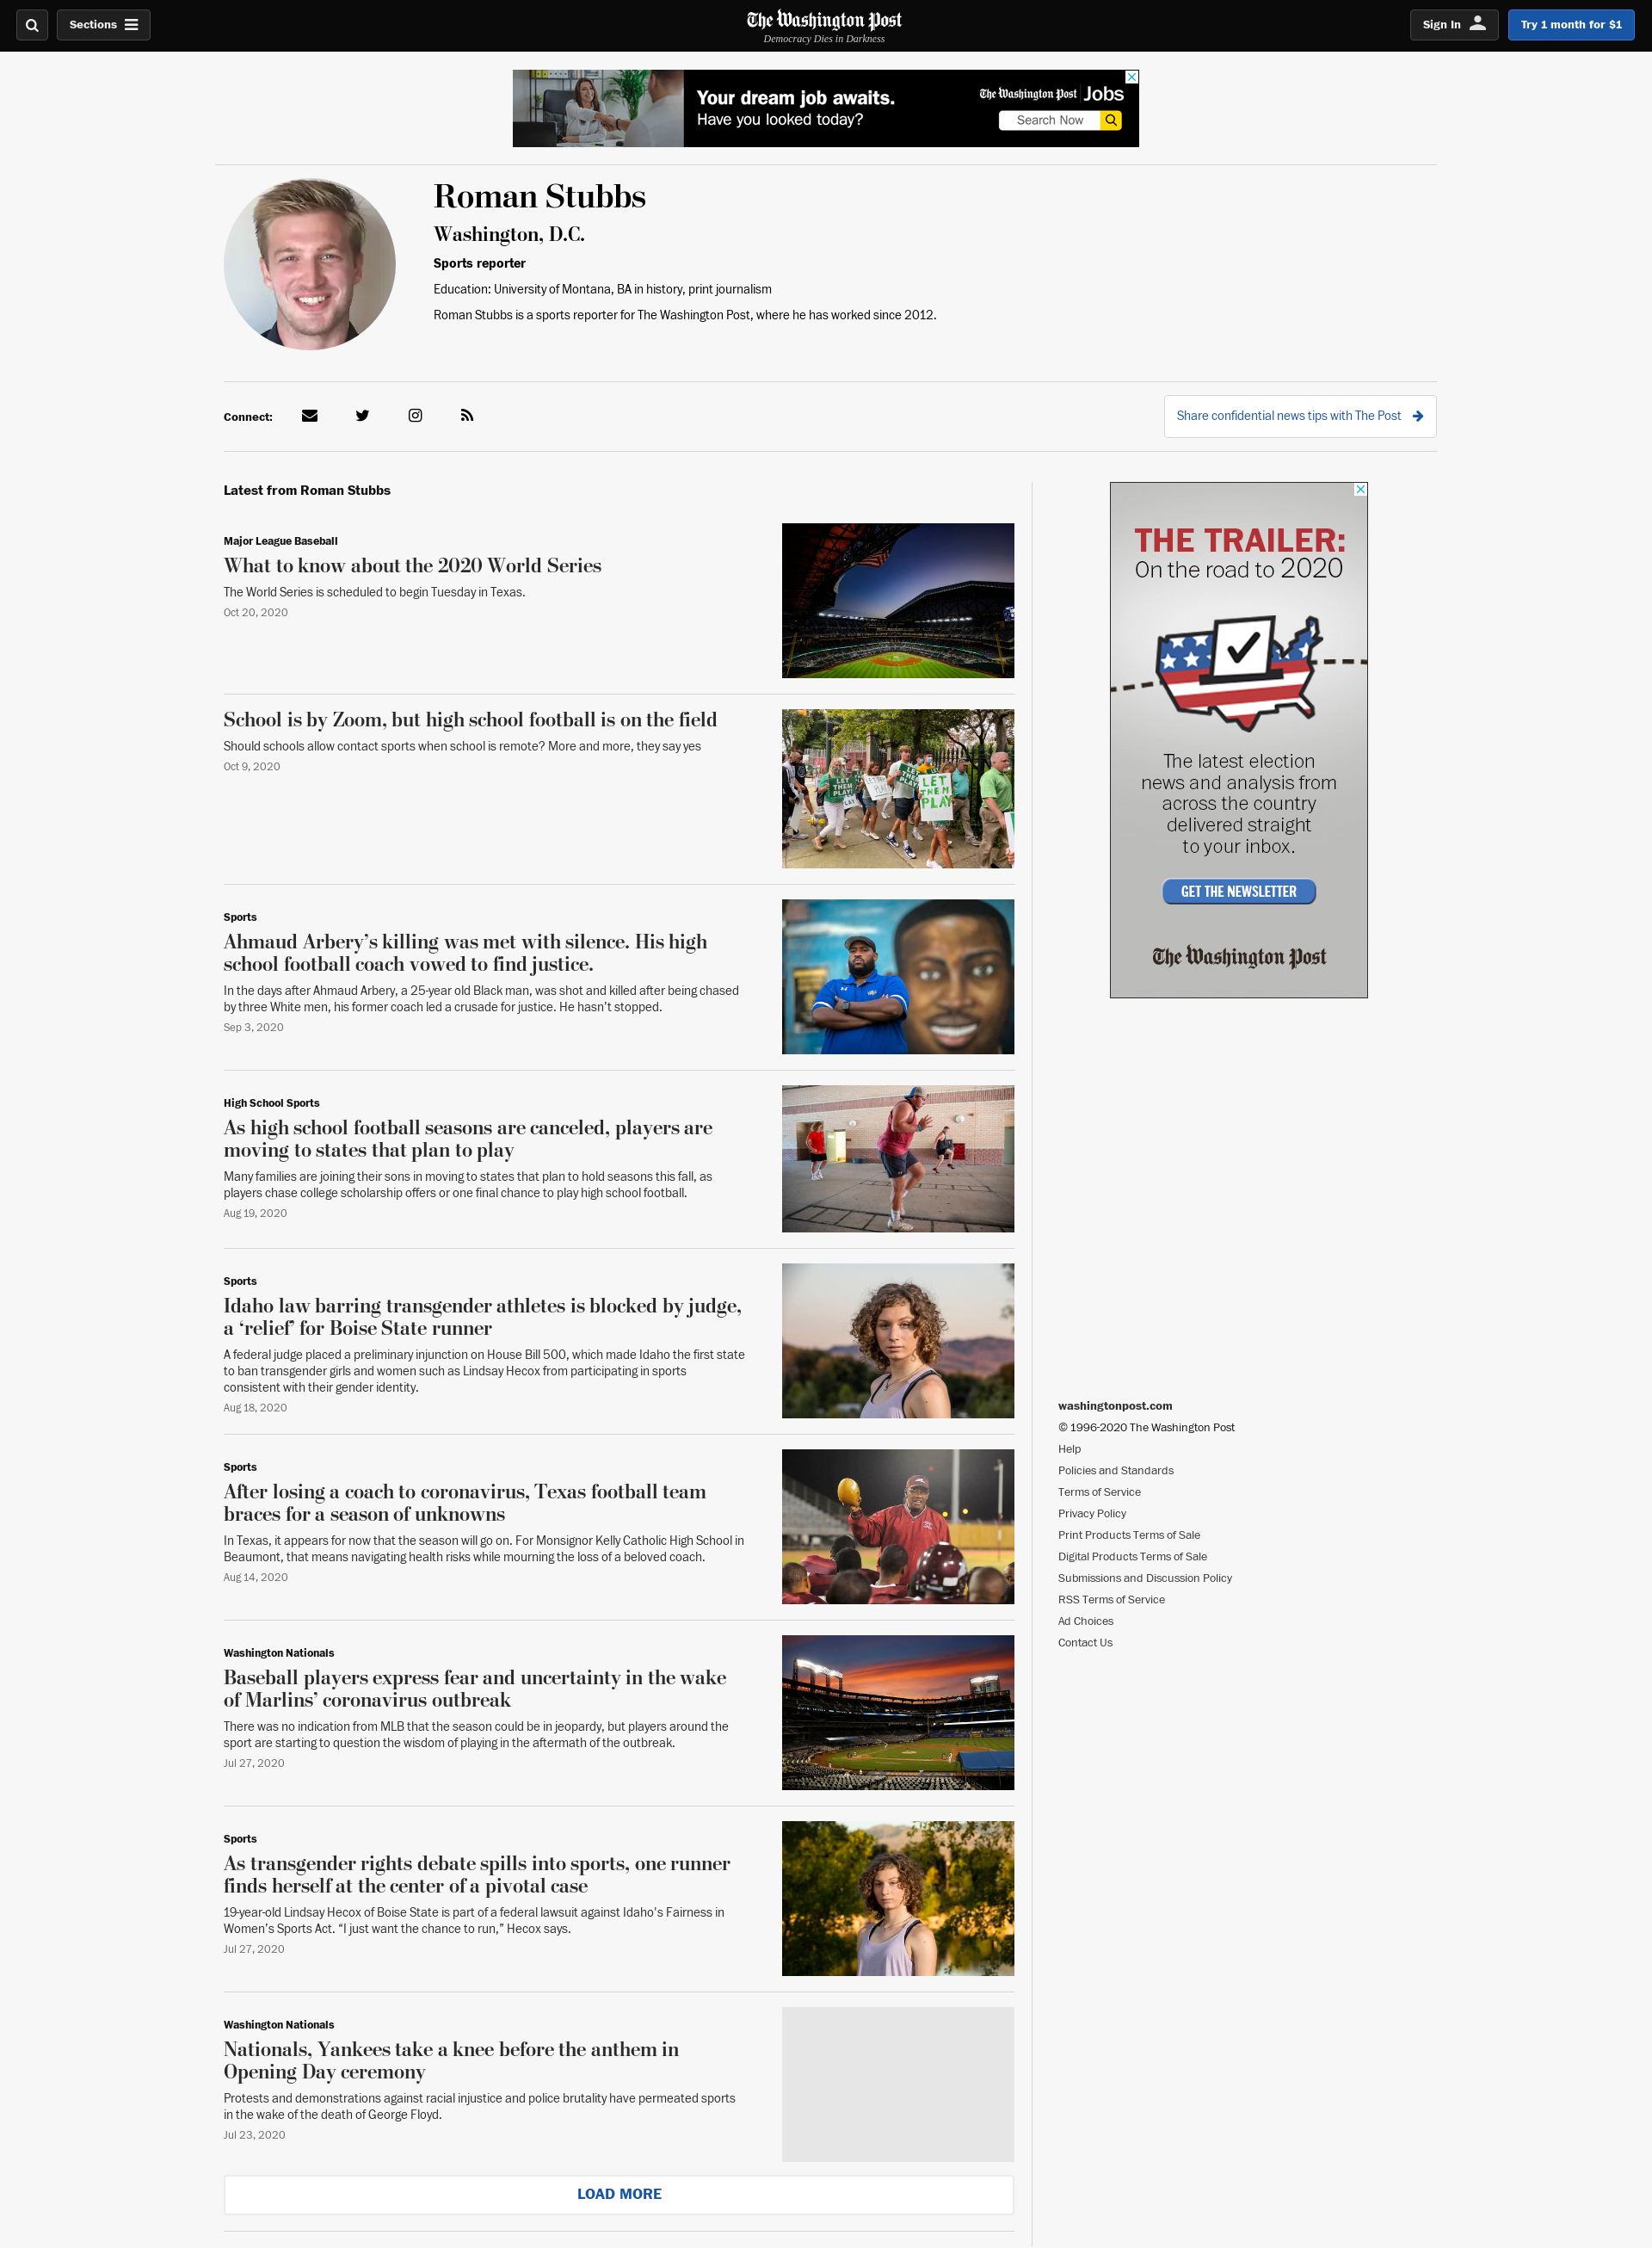 Sections
The Washington Post
Democracy Dies in Darkness
Sign In
Try 1 month for $1
Your dream job awaits.
Have you looked today?
The Washington Post Jobs
Search Now
Roman Stubbs
Washington, D.C.
Sports reporter
Education: University of Montana, BA in history, print journalism
Roman Stubbs is a sports reporter for The Washington Post, where he has worked since 2012.
Connect:
Share confidential news tips with The Post
Latest from Roman Stubbs
Major League Baseball
What to know about the 2020 World Series
The World Series is scheduled to begin Tuesday in Texas.
Oct 20, 2020
School is by Zoom, but high school football is on the field
Should schools allow contact sports when school is remote? More and more, they say yes
Oct 9, 2020
LET
THEM
PLAY!
LET
THEM
PLAY
LET
THEM
PLAY
Sports
Ahmaud Arbery’s killing was met with silence. His high
school football coach vowed to find justice.
In the days after Ahmaud Arbery, a 25-year old Black man, was shot and killed after being chased
by three White men, his former coach led a crusade for justice. He hasn’t stopped.
Sep 3, 2020
High School Sports
As high school football seasons are canceled, players are
moving to states that plan to play
Many families are joining their sons in moving to states that plan to hold seasons this fall, as
players chase college scholarship offers or one final chance to play high school football.
Aug 19, 2020
Sports
Idaho law barring transgender athletes is blocked by judge,
a ‘relief’ for Boise State runner
A federal judge placed a preliminary injunction on House Bill 500, which made Idaho the first state
to ban transgender girls and women such as Lindsay Hecox from participating in sports
consistent with their gender identity.
Aug 18, 2020
Sports
After losing a coach to coronavirus, Texas football team
braces for a season of unknowns
In Texas, it appears for now that the season will go on. For Monsignor Kelly Catholic High School in
Beaumont, that means navigating health risks while mourning the loss of a beloved coach.
Aug 14, 2020
Washington Nationals
Baseball players express fear and uncertainty in the wake
of Marlins’ coronavirus outbreak
There was no indication from MLB that the season could be in jeopardy, but players around the
sport are starting to question the wisdom of playing in the aftermath of the outbreak.
Jul 27, 2020
Sports
As transgender rights debate spills into sports, one runner
finds herself at the center of a pivotal case
19-year-old Lindsay Hecox of Boise State is part of a federal lawsuit against Idaho's Fairness in
Women’s Sports Act. “I just want the chance to run,” Hecox says.
Jul 27, 2020
Washington Nationals
Nationals, Yankees take a knee before the anthem in
Opening Day ceremony
Protests and demonstrations against racial injustice and police brutality have permeated sports
in the wake of the death of George Floyd.
Jul 23, 2020
LOAD MORE
THE TRAILER:
On the road to 2020
The latest election
news and analysis from
across the country
delivered straight
to your inbox.
GET THE NEWSLETTER
The Washington Post
washingtonpost.com
© 1996-2020 The Washington Post
Help
Policies and Standards
Terms of Service
Privacy Policy
Print Products Terms of Sale
Digital Products Terms of Sale
Submissions and Discussion Policy
RSS Terms of Service
Ad Choices
Contact Us